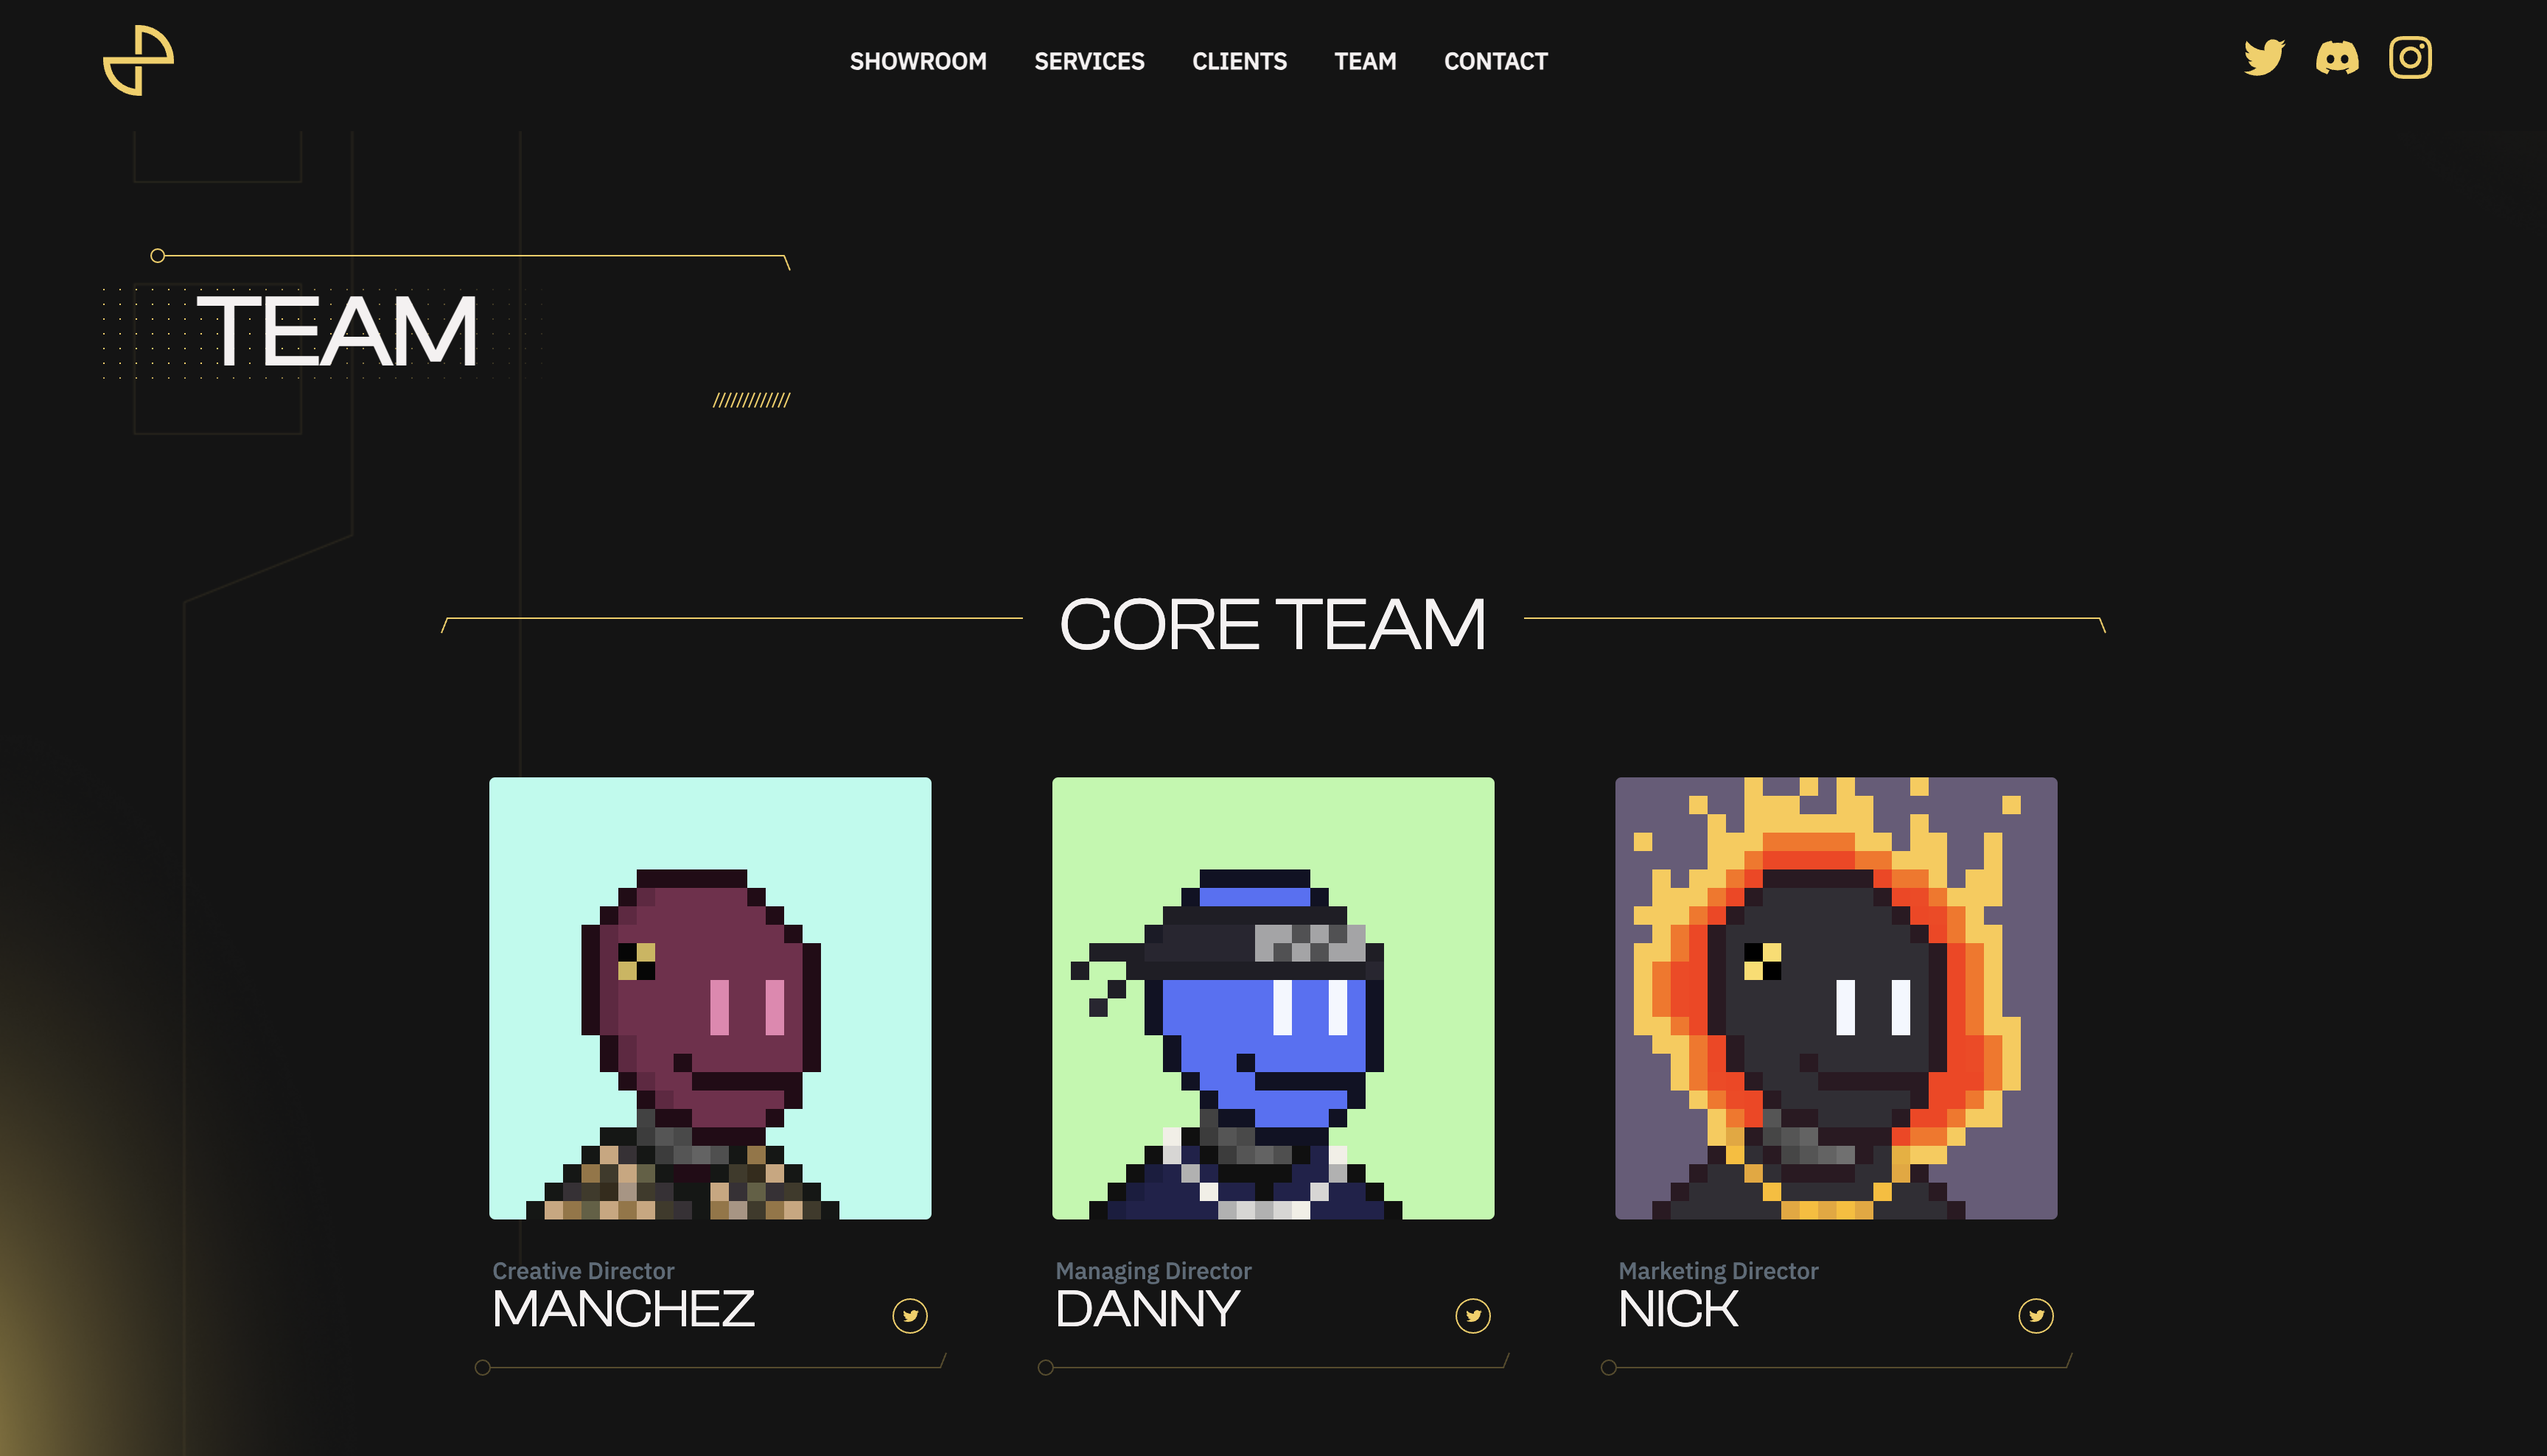 SHOWROOM SERVICES CLIENTS TEAM CONTACT
TEAM
CORE TEAM
Creative Director
MANCHEZ
Managing Director
DANNY
Marketing Director
NICK